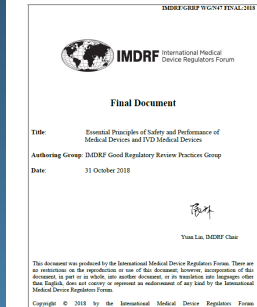 IMDRF/GRRP WG/N47 FINAL:2018
IMDRF International Medical
Device Regulators Forum
Final Document
Title: Essential Principles of Safety and Performance of
Medical Devices and IVD Medical Devices
Authoring Group: IMDRF Good Regulatory Review Practices Group
Date: 31 October 2018
Yuan Lin, IMDRF Chair
This document was produced by the International Medical Device Regulators Forum. There are
no restrictions on the reproduction or use of this document; however, incorporation of this
document, in part or in whole, into another document, or its translation into languages other
than English, does not convey or represent an endorsement of any kind by the International
Medical Device Regulators Forum.
Copyright © 2018 by the International Medical Device Regulators Forum